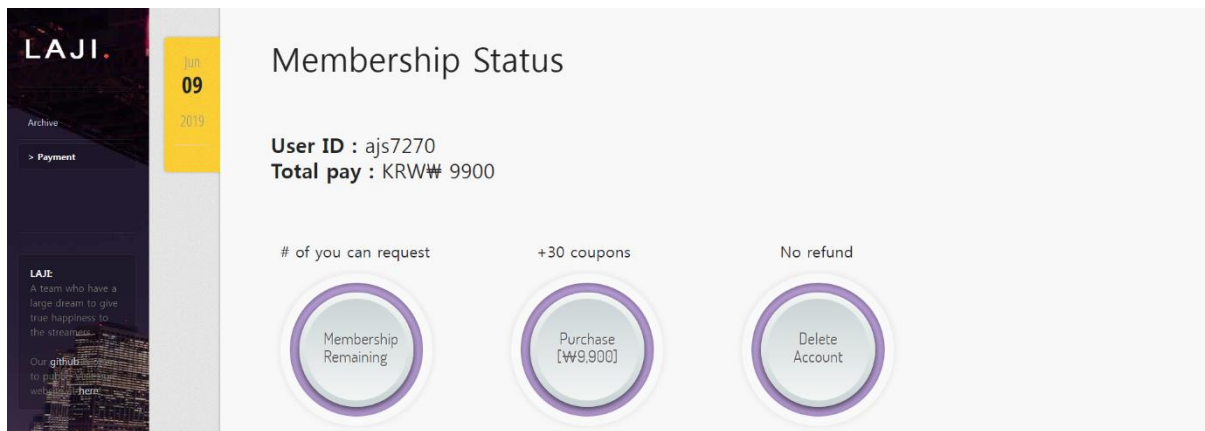 LAJI.
Archive
> Payment
LAJI:
A team who have a
large dream to give
true happiness to
the streamers
Our github
to
website here
Jun
09
2019
Membership Status
User ID : ajs7270
Total pay : KRW₩ 9900
# of you can request
+30 coupons
No refund
Membership
Remaining
Purchase
[₩9,900]
Delete
Account